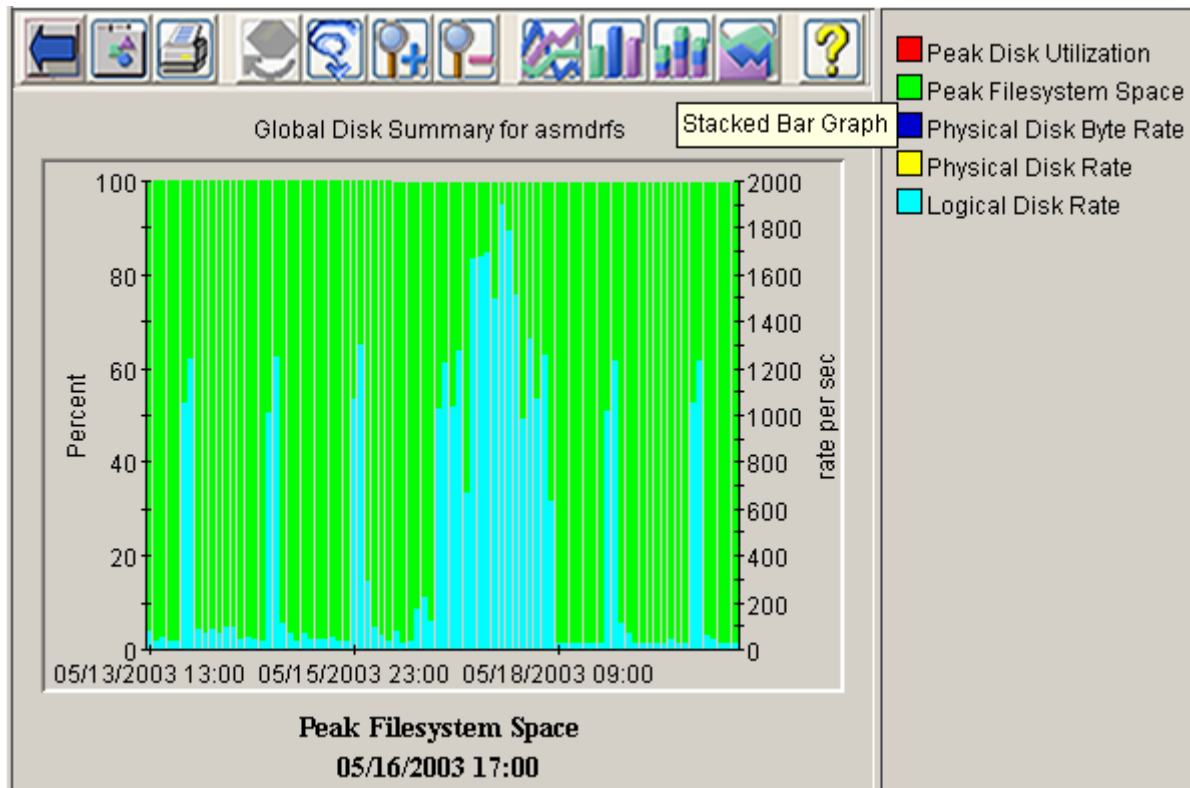 Stacked Bar Graph
Global Disk Summary for asmdrfs
100
80
60
40
20
0
Percent
2000
1800
1600
1400
1200
1000
800
600
400
200
0
rate per sec
05/13/2003 13:00 05/15/2003 23:00 05/18/2003 09:00
Peak Filesystem Space
05/16/2003 17:00
Peak Disk Utilization
Peak Filesystem Space
Physical Disk Byte Rate
Physical Disk Rate
Logical Disk Rate